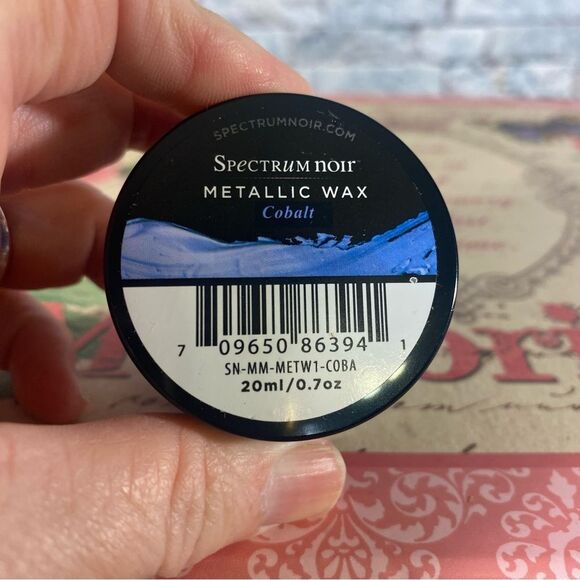 SPECTRUMNOIR.COM
SPECTRUM NOIR
METALLIC WAX
Cobalt
7 09650 86394 1
SN-MM-METW1-COBA
20ml/0.7oz